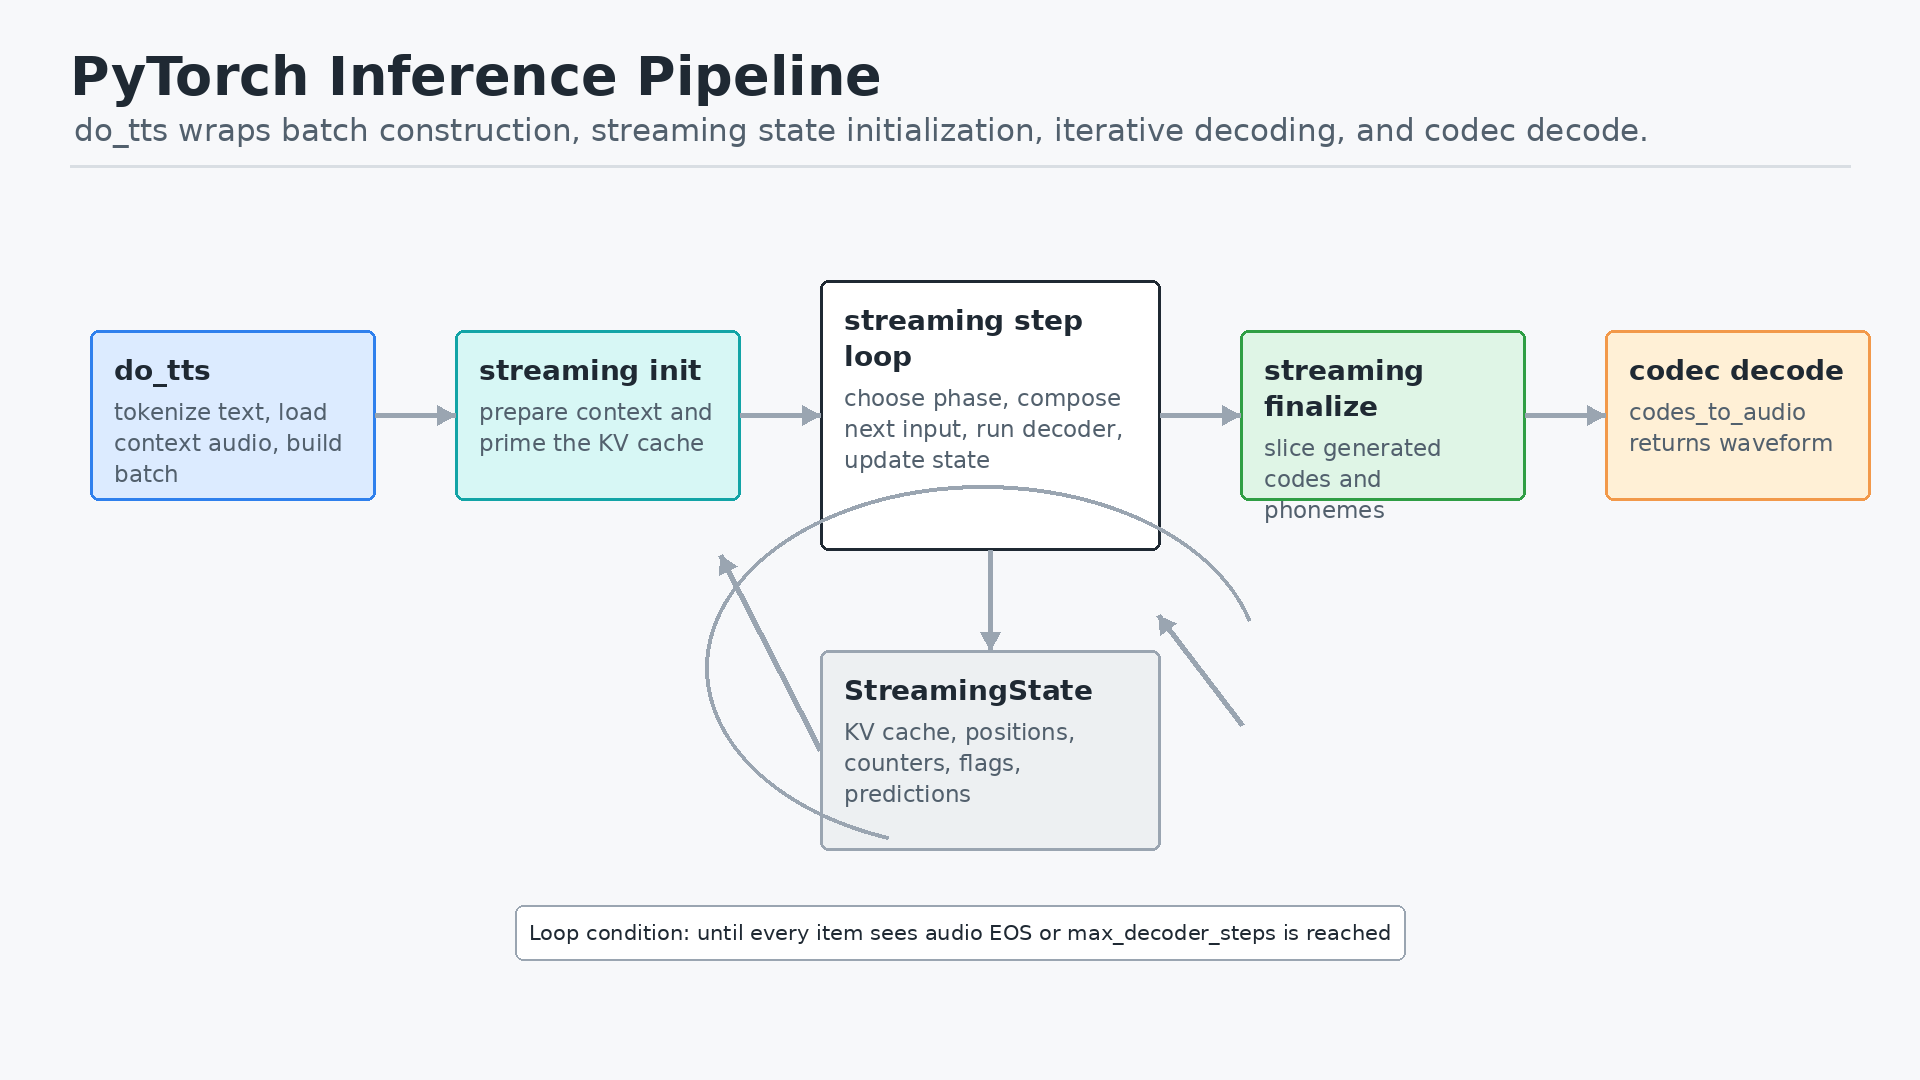 PyTorch Inference Pipeline
do_tts wraps batch construction, streaming state initialization, iterative decoding, and codec decode.
do_tts
tokenize text, load
context audio, build
batch
streaming init
prepare context and
prime the KV cache
streaming step
loop
choose phase, compose
next input, run decoder,
update state
streaming
finalize
slice generated
codes and
phonemes
codec decode
codes_to_audio
returns waveform
StreamingState
KV cache, positions,
counters, flags,
predictions
Loop condition: until every item sees audio EOS or max_decoder_steps is reached